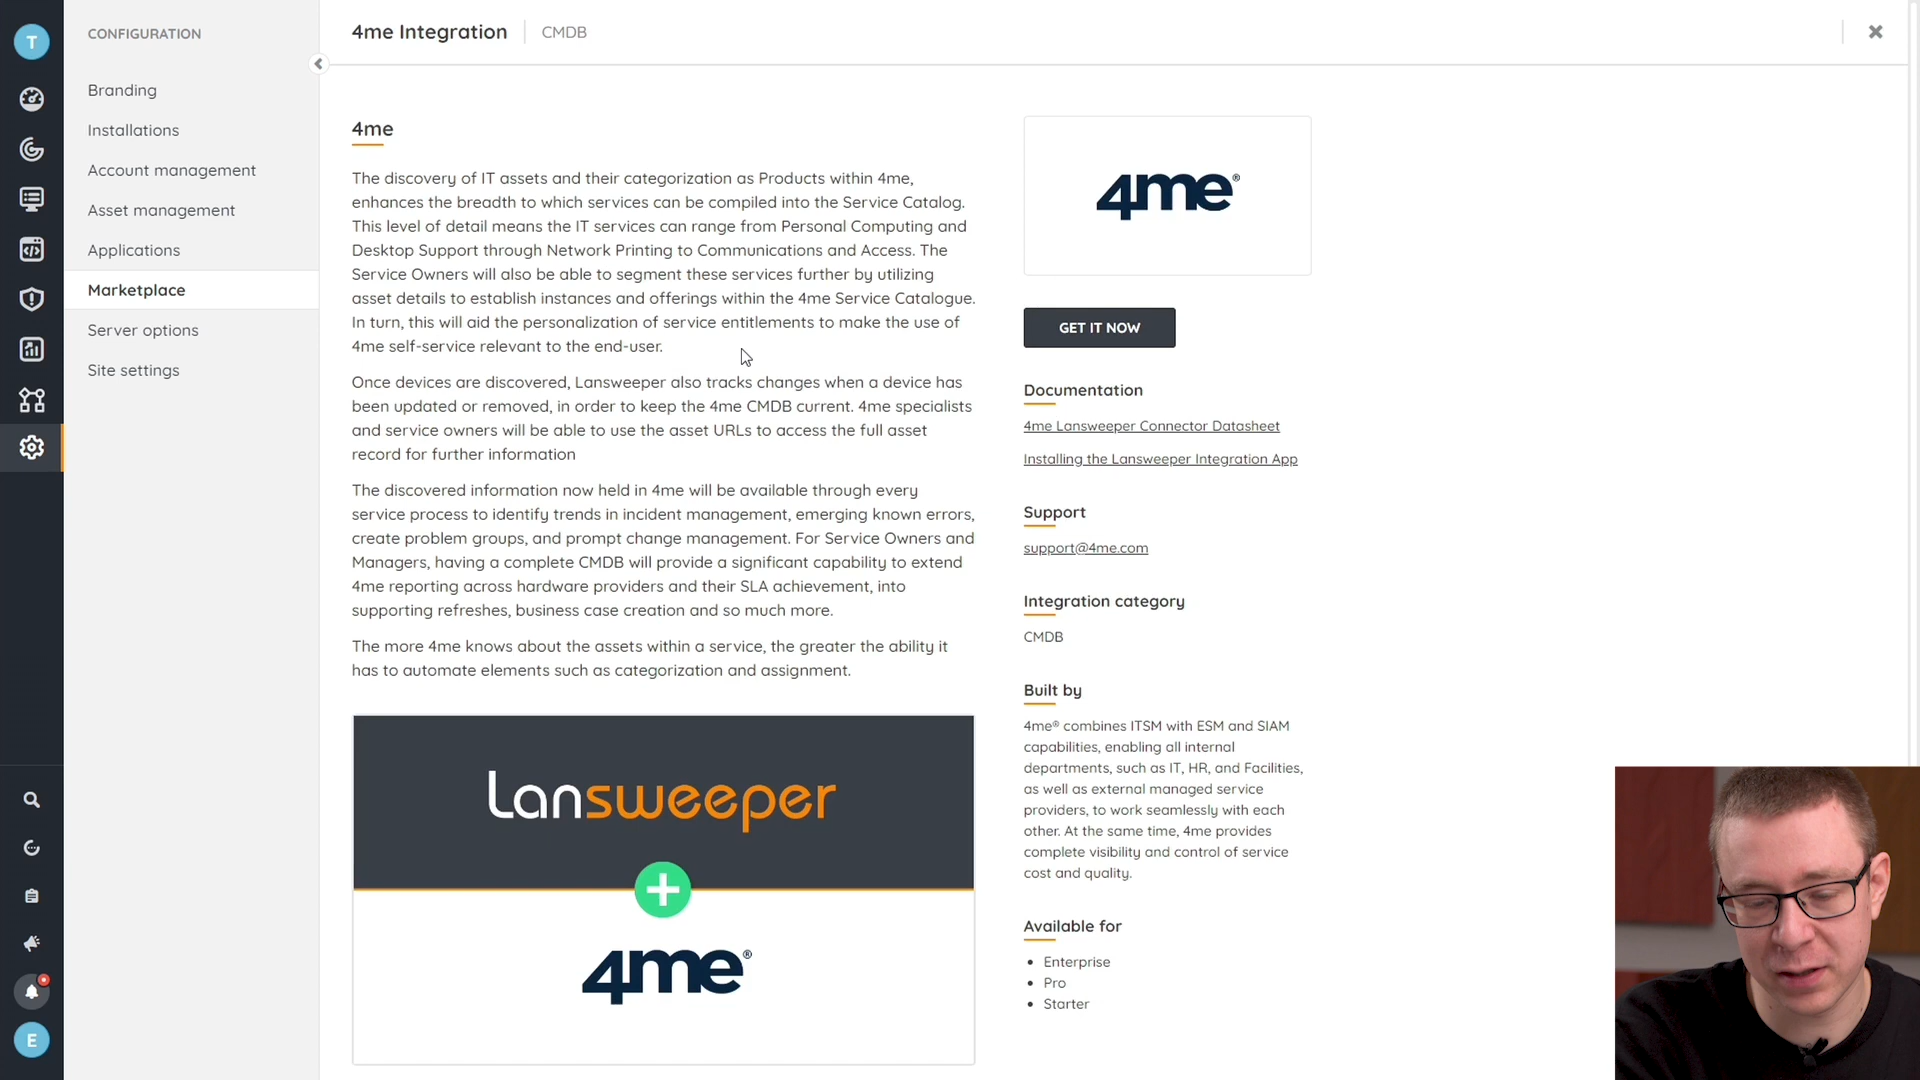 T
CONFIGURATION
Branding
Installations
Account management
Asset management
Applications
Marketplace
Server options
Site settings
E
4me Integration
CMDB
4me
The discovery of IT assets and their categorization as Products within 4me,
enhances the breadth to which services can be compiled into the Service Catalog.
This level of detail means the IT services can range from Personal Computing and
Desktop Support through Network Printing to Communications and Access. The
Service Owners will also be able to segment these services further by utilizing
asset details to establish instances and offerings within the 4me Service Catalogue.
In turn, this will aid the personalization of service entitlements to make the use of
4me self-service relevant to the end-user.
Once devices are discovered, Lansweeper also tracks changes when a device has
been updated or removed, in order to keep the 4me CMDB current. 4me specialists
and service owners will be able to use the asset URLs to access the full asset
record for further information
The discovered information now held in 4me will be available through every
service process to identify trends in incident management, emerging known errors,
create problem groups, and prompt change management. For Service Owners and
Managers, having a complete CMDB will provide a significant capability to extend
4me reporting across hardware providers and their SLA achievement, into
supporting refreshes, business case creation and so much more.
The more 4me knows about the assets within a service, the greater the ability it
has to automate elements such as categorization and assignment.
Lansweeper
4me®
4me®
GET IT NOW
Documentation
4me Lansweeper Connector Datasheet
Installing the Lansweeper Integration App
Support
support@4me.com
Integration category
CMDB
Built by
4me® combines ITSM with ESM and SIAM
capabilities, enabling all internal
departments, such as IT, HR, and Facilities,
as well as external managed service
providers, to work seamlessly with each
other. At the same time, 4me provides
complete visibility and control of service
cost and quality.
Available for
• Enterprise
• Pro
• Starter